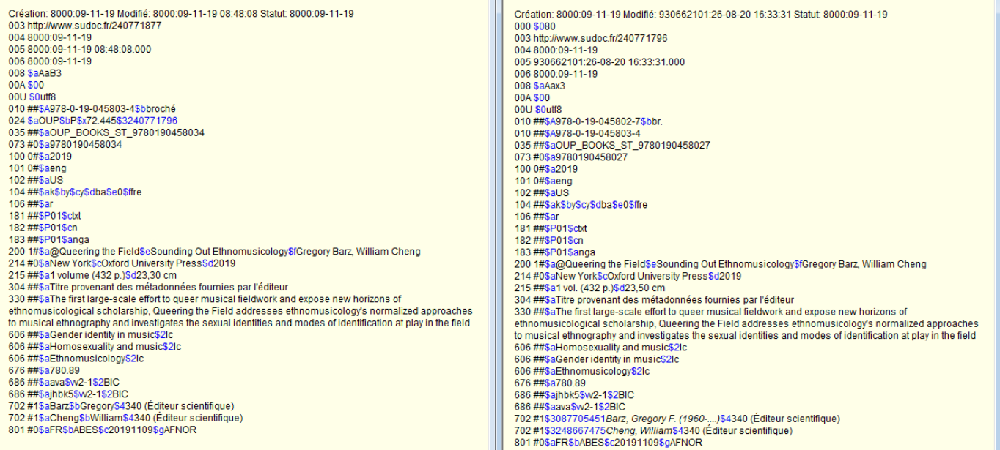 Création: 8000:09-11-19 Modifié: 8000:09-11-19 08:48:08 Statut: 8000:09-11-19
003 http://www.sudoc.fr/240771877
004 8000:09-11-19
005 8000:09-11-19 08:48:08.000
006 8000:09-11-19
008 $aAaB3
00A $00
00U $0utf8
010 ##$A978-0-19-045803-4$bbroché
024 $aOUP$bP$x72.445$3240771796
035 ##$aOUP_BOOKS_ST_9780190458034
073 #0$a9780190458034
100 0#$a2019
101 0#$aeng
102 ##$aUS
104 ##$ak$by$cy$dba$e0$ffre
106 ##$ar
181 ##$P01$ctxt
182 ##$P01$cn
183 ##$P01$anga
200 1#$a@Queering the Field$eSounding Out Ethnomusicology$fGregory Barz, William Cheng
214 #0$aNew York$cOxford University Press$d2019
215 ##$a1 volume (432 p.)$d23,30 cm
304 ##$aTitre provenant des métadonnées fournies par l'éditeur
330 ##$aThe first large-scale effort to queer musical fieldwork and expose new horizons of
ethnomusicological scholarship, Queering the Field addresses ethnomusicology's normalized approaches
to musical ethnography and investigates the sexual identities and modes of identification at play in the field
606 ##$aGender identity in music$2lc
606 ##$aHomosexuality and music$2lc
606 ##$aEthnomusicology$2lc
676 ##$a780.89
686 ##$aava$vv2-1$2BIC
686 ##$ajhbk5$vv2-1$2BIC
702 #1$aBarz$bGregory$4340 (Éditeur scientifique)
702 #1$aCheng$bWilliam$4340 (Éditeur scientifique)
801 #0$aFR$bABES$c20191109$gAFNOR
Création: 8000:09-11-19 Modifié: 930662101:26-08-20 16:33:31 Statut: 8000:09-11-19
000 $080
003 http://www.sudoc.fr/240771796
004 8000:09-11-19
005 930662101:26-08-20 16:33:31.000
006 8000:09-11-19
008 $aAax3
00A $00
00U $0utf8
010 ##$A978-0-19-045802-7$bbr.
010 ##$A978-0-19-045803-4
035 ##$aOUP_BOOKS_ST_9780190458027
073 #0$a9780190458027
100 0#$a2019
101 0#$aeng
102 ##$aUS
104 ##$ak$by$cy$dba$e0$ffre
106 ##$ar
181 ##$P01$ctxt
182 ##$P01$cn
183 ##$P01$anga
200 1#$a@Queering the Field$eSounding Out Ethnomusicology$fGregory Barz, William Cheng
214 #0$aNew York$cOxford University Press$d2019
215 ##$a1 vol. (432 p.)$d23,50 cm
304 ##$aTitre provenant des métadonnées fournies par l'éditeur
330 ##$aThe first large-scale effort to queer musical fieldwork and expose new horizons of
ethnomusicological scholarship, Queering the Field addresses ethnomusicology's normalized approaches
to musical ethnography and investigates the sexual identities and modes of identification at play in the field
606 ##$aHomosexuality and music$2lc
606 ##$aGender identity in music$2lc
606 ##$aEthnomusicology$2lc
676 ##$a780.89
686 ##$ajhbk5$vv2-1$2BIC
686 ##$aava$vv2-1$2BIC
702 #1$3087705451Barz, Gregory F. (1960-....)$4340 (Éditeur scientifique)
702 #1$3248667475Cheng, William$4340 (Éditeur scientifique)
801 #0$aFR$bABES$c20191109$gAFNOR